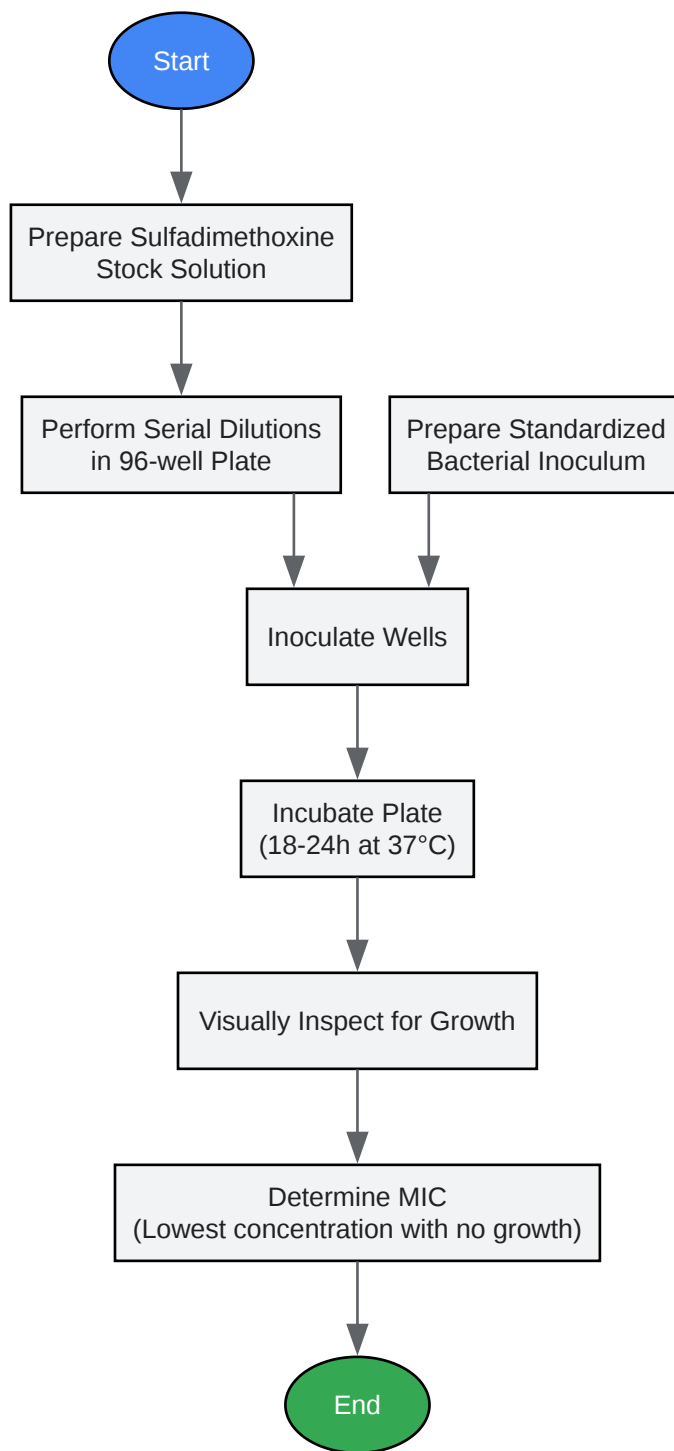 Start
Prepare Sulfadimethoxine
Stock Solution
Perform Serial Dilutions
in 96-well Plate
Prepare Standardized
Bacterial Inoculum
Inoculate Wells
Incubate Plate
(18-24h at 37°C)
Visually Inspect for Growth
Determine MIC
(Lowest concentration with no growth)
End